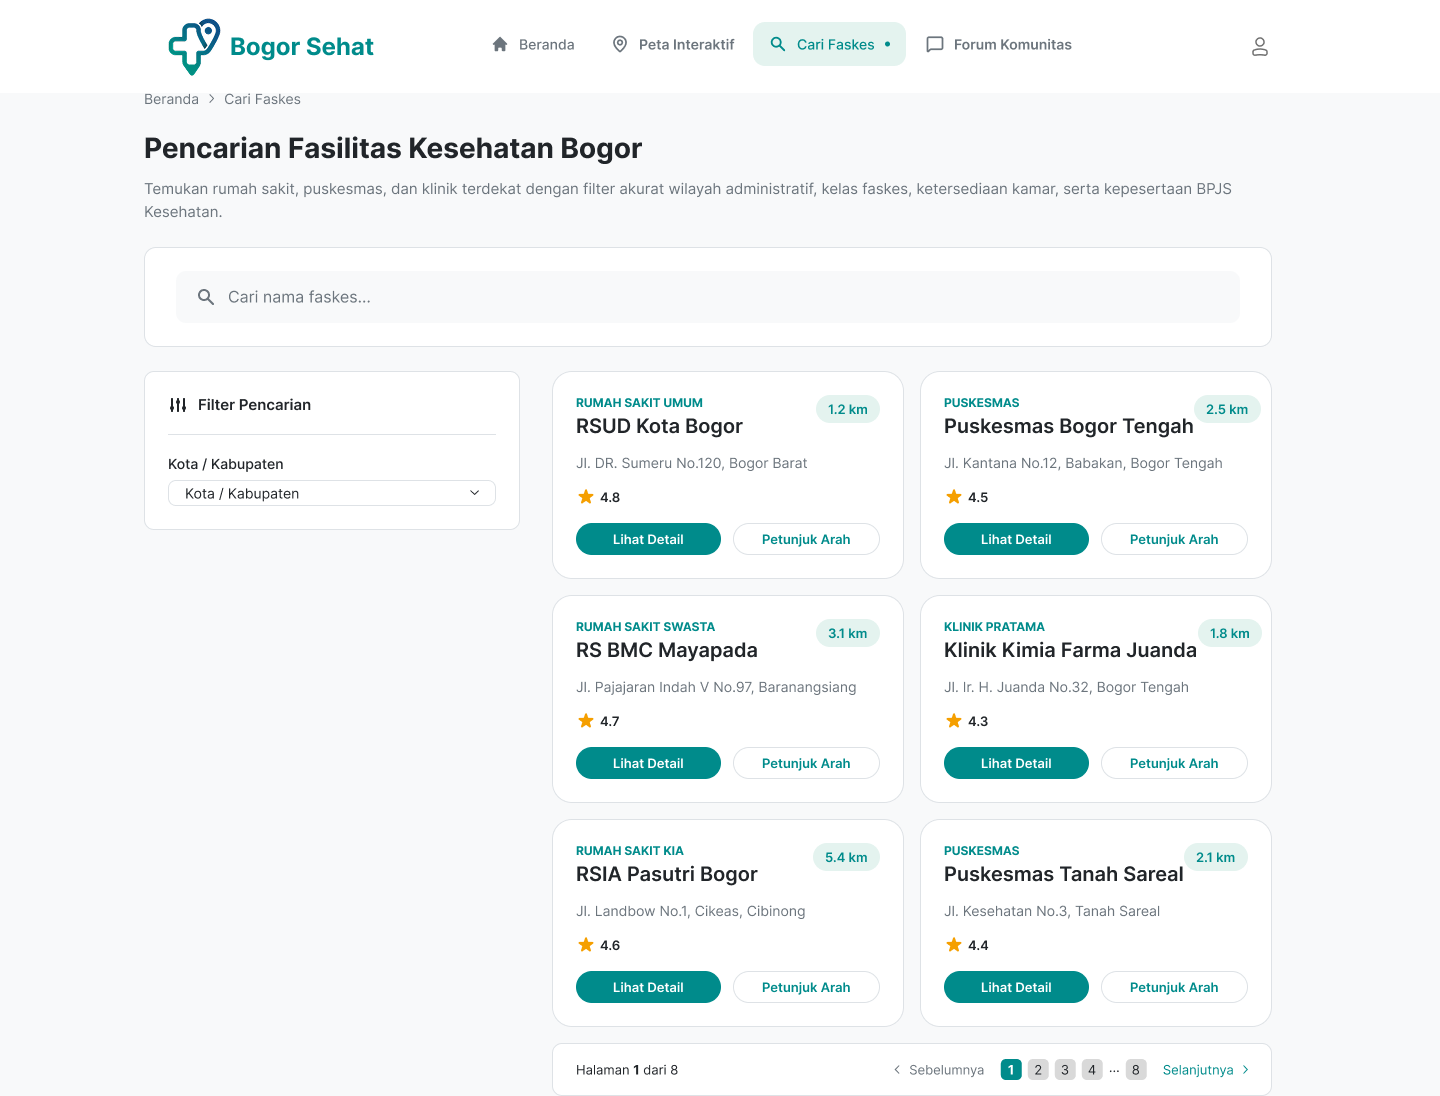 Bogor Sehat
Beranda
Peta Interaktif
Cari Faskes
Forum Komunitas
Beranda > Cari Faskes
Pencarian Fasilitas Kesehatan Bogor
Temukan rumah sakit, puskesmas, dan klinik terdekat dengan filter akurat wilayah administratif, kelas faskes, ketersediaan kamar, serta kepesertaan BPJS
Kesehatan.
Cari nama faskes...
Filter Pencarian
Kota / Kabupaten
Kota / Kabupaten
RUMAH SAKIT UMUM
1.2 km
RSUD Kota Bogor
Jl. DR. Sumeru No.120, Bogor Barat
4.8
Lihat Detail
Petunjuk Arah
PUSKESMAS
2.5 km
Puskesmas Bogor Tengah
Jl. Kantana No.12, Babakan, Bogor Tengah
4.5
Lihat Detail
Petunjuk Arah
RUMAH SAKIT SWASTA
3.1 km
RS BMC Mayapada
Jl. Pajajaran Indah V No.97, Baranangsiang
4.7
Lihat Detail
Petunjuk Arah
KLINIK PRATAMA
1.8 km
Klinik Kimia Farma Juanda
Jl. Ir. H. Juanda No.32, Bogor Tengah
4.3
Lihat Detail
Petunjuk Arah
RUMAH SAKIT KIA
5.4 km
RSIA Pasutri Bogor
Jl. Landbow No.1, Cikeas, Cibinong
4.6
Lihat Detail
Petunjuk Arah
PUSKESMAS
2.1 km
Puskesmas Tanah Sareal
Jl. Kesehatan No.3, Tanah Sareal
4.4
Lihat Detail
Petunjuk Arah
Halaman 1 dari 8
< Sebelumnya 1 2 3 4 ... 8 Selanjutnya >